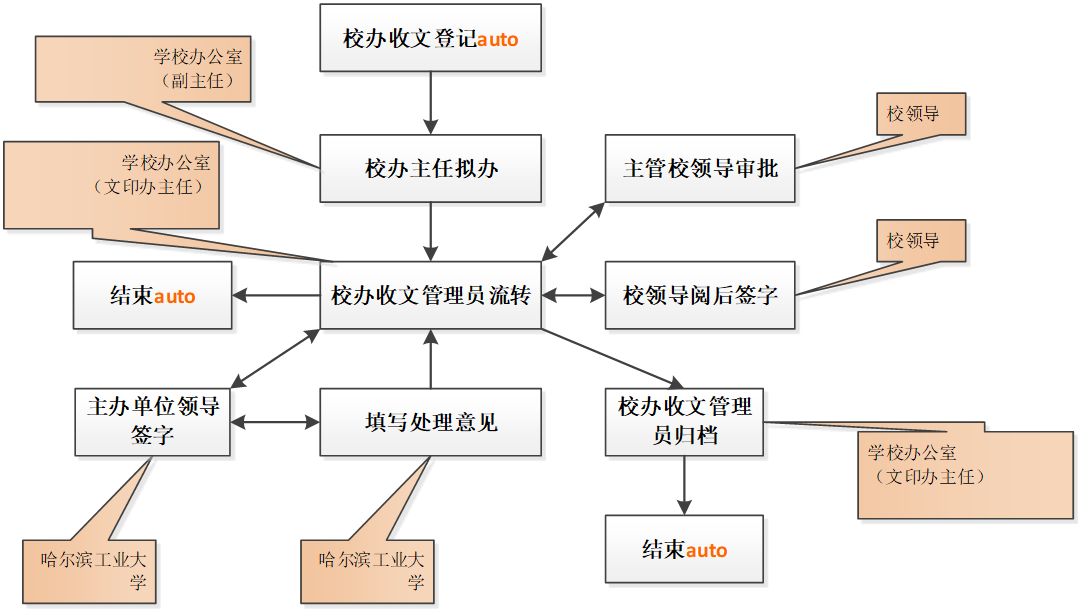 校办收文登记auto
学校办公室
（副主任）
校领导
校办主任拟办
主管校领导审批
学校办公室
（文印办主任）
校领导
结束auto
校办收文管理员流转
校领导阅后签字
主办单位领导
签字
填写处理意见
校办收文管理
员归档
学校办公室
（文印办主任）
哈尔滨工业大
学
哈尔滨工业大
学
结束auto